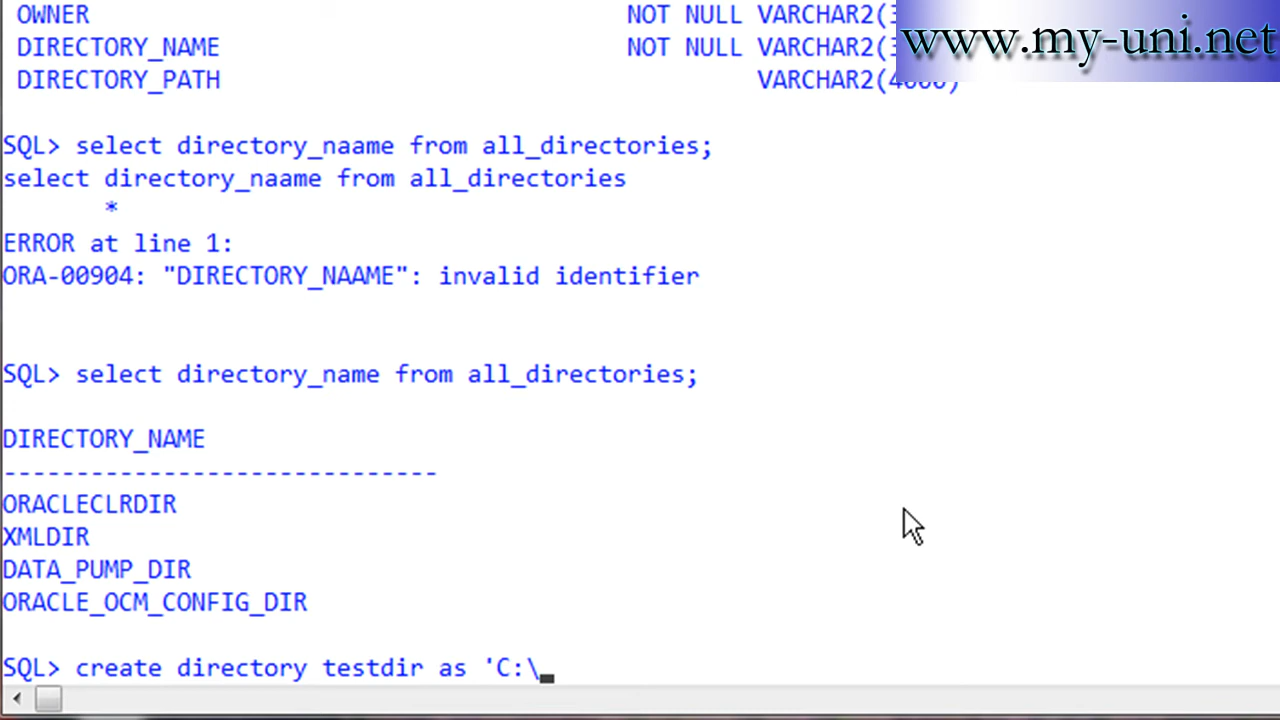 OWNER NOT NULL VARCHAR2(
www.my-uni.net
DIRECTORY_NAME NOT NULL VARCHAR2(
DIRECTORY_PATH VARCHAR2(4000)
SQL> select directory_naame from all_directories;
select directory_naame from all_directories
*
ERROR at line 1:
ORA-00904: "DIRECTORY_NAAME": invalid identifier
SQL> select directory_name from all_directories;
DIRECTORY_NAME
------------------------------
ORACLECLRDIR
XMLDIR
DATA_PUMP_DIR
ORACLE_OCM_CONFIG_DIR
SQL> create directory testdir as 'C:\